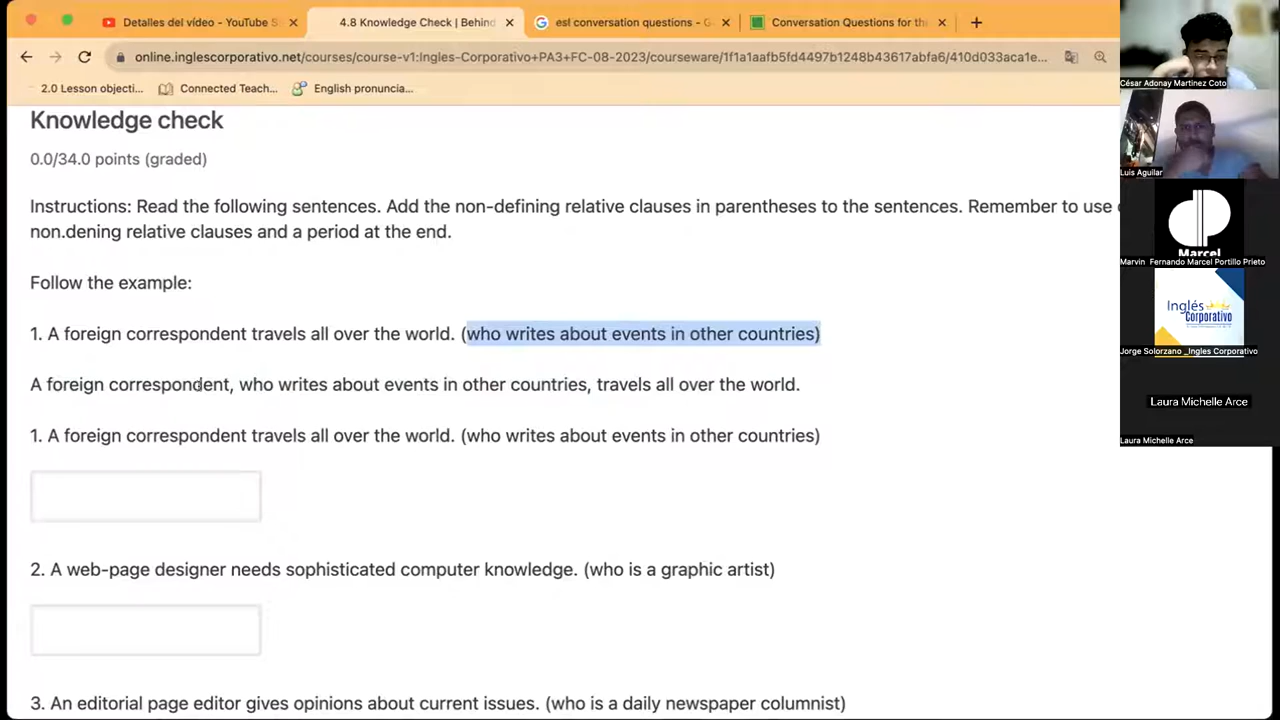 Detalles del vídeo - YouTube S
4.8 Knowledge Check | Behind
esl conversation questions - G
Conversation Questions for the
online.inglescorporativo.net/courses/course-v1:Ingles-Corporativo+PA3+FC-08-2023/courseware/1f1a1aafb5fd4497b1248b43617abfa6/410d033aca1e...
2.0 Lesson objecti...
Connected Teach...
English pronuncia...
Knowledge check
0.0/34.0 points (graded)
Instructions: Read the following sentences. Add the non-defining relative clauses in parentheses to the sentences. Remember to use
non.dening relative clauses and a period at the end.
Follow the example:
1. A foreign correspondent travels all over the world. (who writes about events in other countries)
A foreign correspondent, who writes about events in other countries, travels all over the world.
1. A foreign correspondent travels all over the world. (who writes about events in other countries)
2. A web-page designer needs sophisticated computer knowledge. (who is a graphic artist)
3. An editorial page editor gives opinions about current issues. (who is a daily newspaper columnist)
César Adonay Martinez Coto
Luis Aguilar
Marcel
Marvin Fernando Marcel Portillo Prieto
Inglés
Corporativo
Jorge Solorzano _Ingles Corporativo
Laura Michelle Arce
Laura Michelle Arce